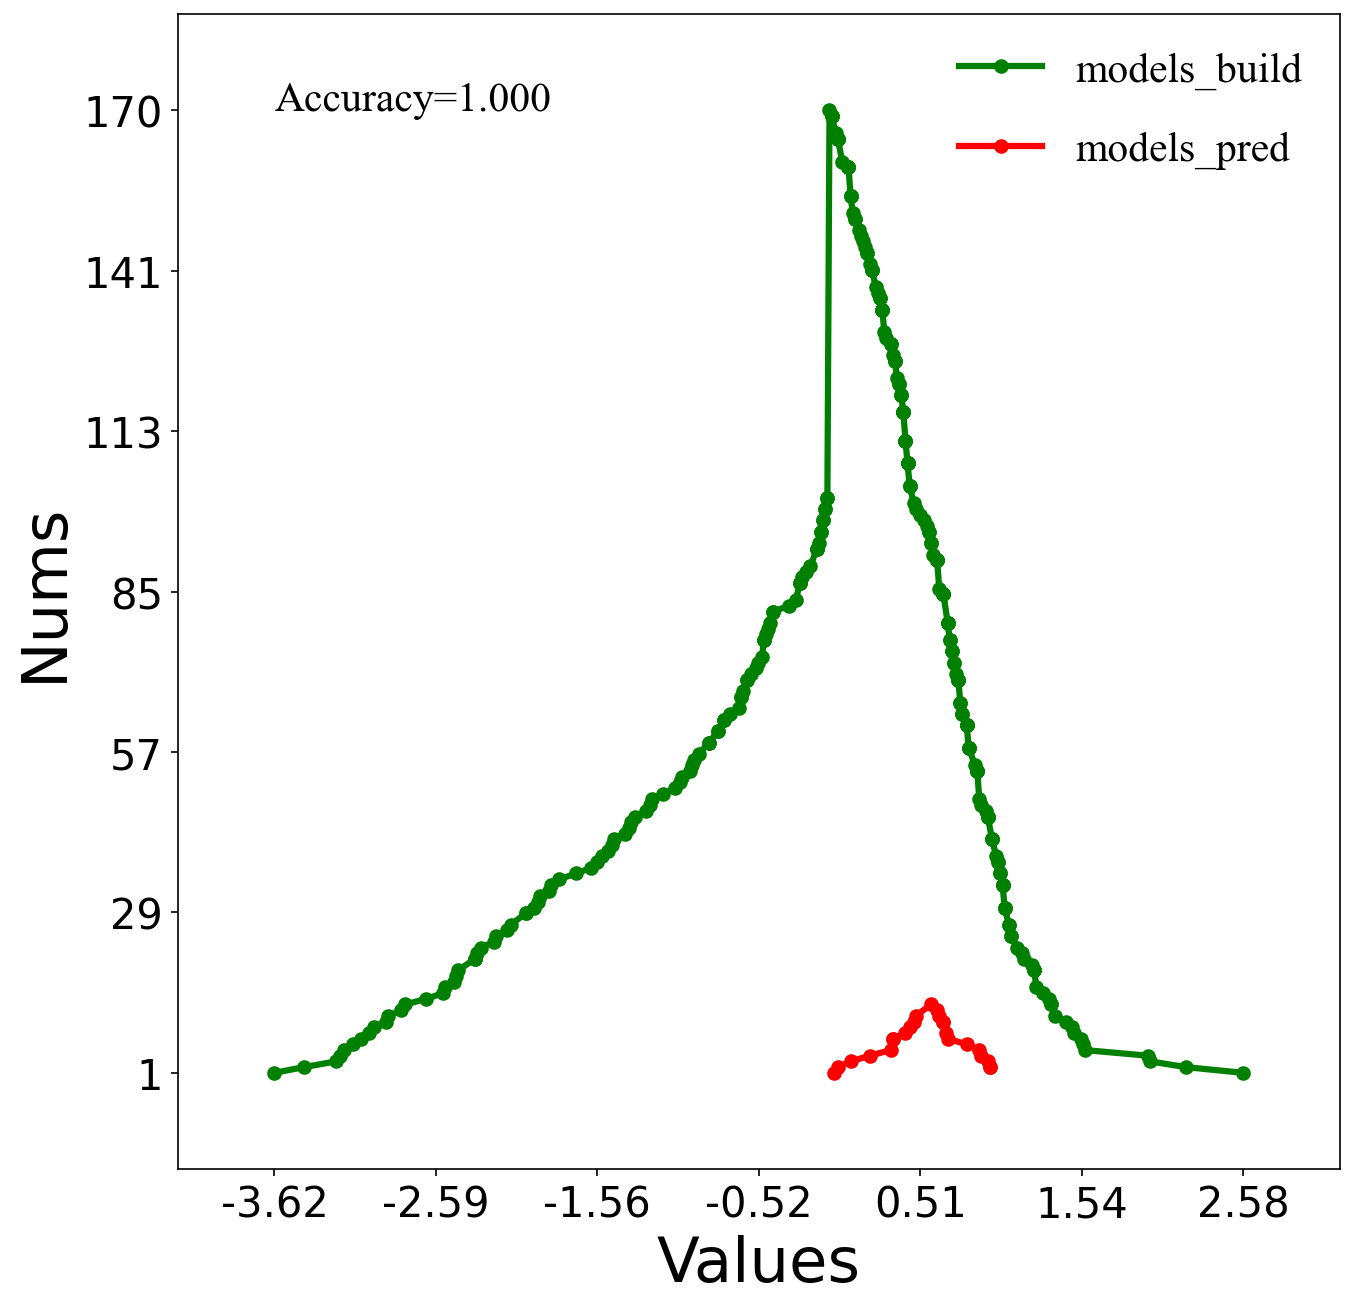 models_build
models_pred
Accuracy=1.000
170
141
113
85
57
29
1
Nums
-3.62 -2.59 -1.56 -0.52 0.51 1.54 2.58
Values